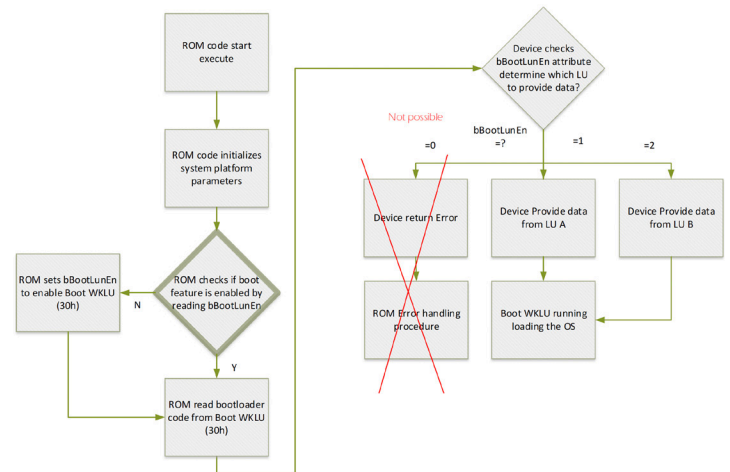 ROM code start
execute
ROM code initializes
system platform
parameters
ROM checks if boot
feature is enabled by
reading bBootLunEn
N
ROM sets bBootLunEn
to enable Boot WKLU
(30h)
Y
ROM read bootloader
code from Boot WKLU
(30h)
Device checks
bBootLunEn attribute
determine which LU
to provide data?
Not possible
bBootLunEn
=?
=0
=1
=2
Device return Error
Device Provide data
from LU A
Device Provide data
from LU B
ROM Error handling
procedure
Boot WKLU running
loading the OS